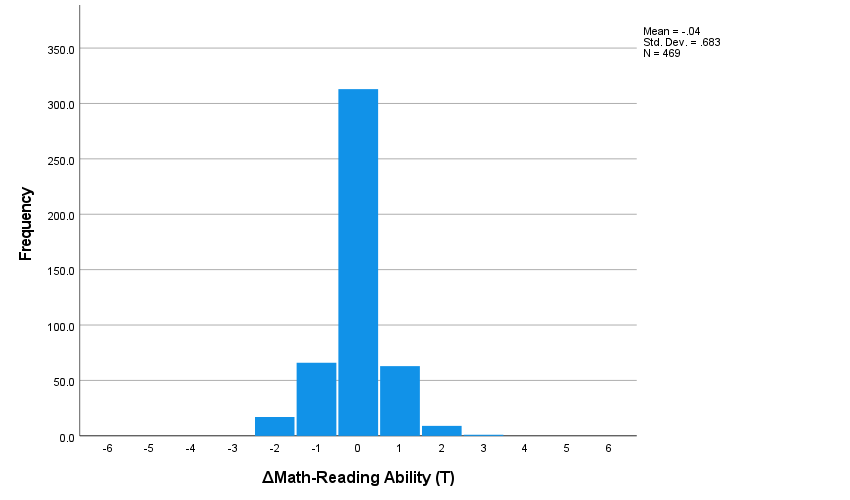 Mean = -.04
Std. Dev. = .683
N = 469
350.0
300.0
250.0
200.0
150.0
100.0
50.0
0.0
Frequency
-6 -5 -4 -3 -2 -1 0 1 2 3 4 5 6
ΔMath-Reading Ability (T)